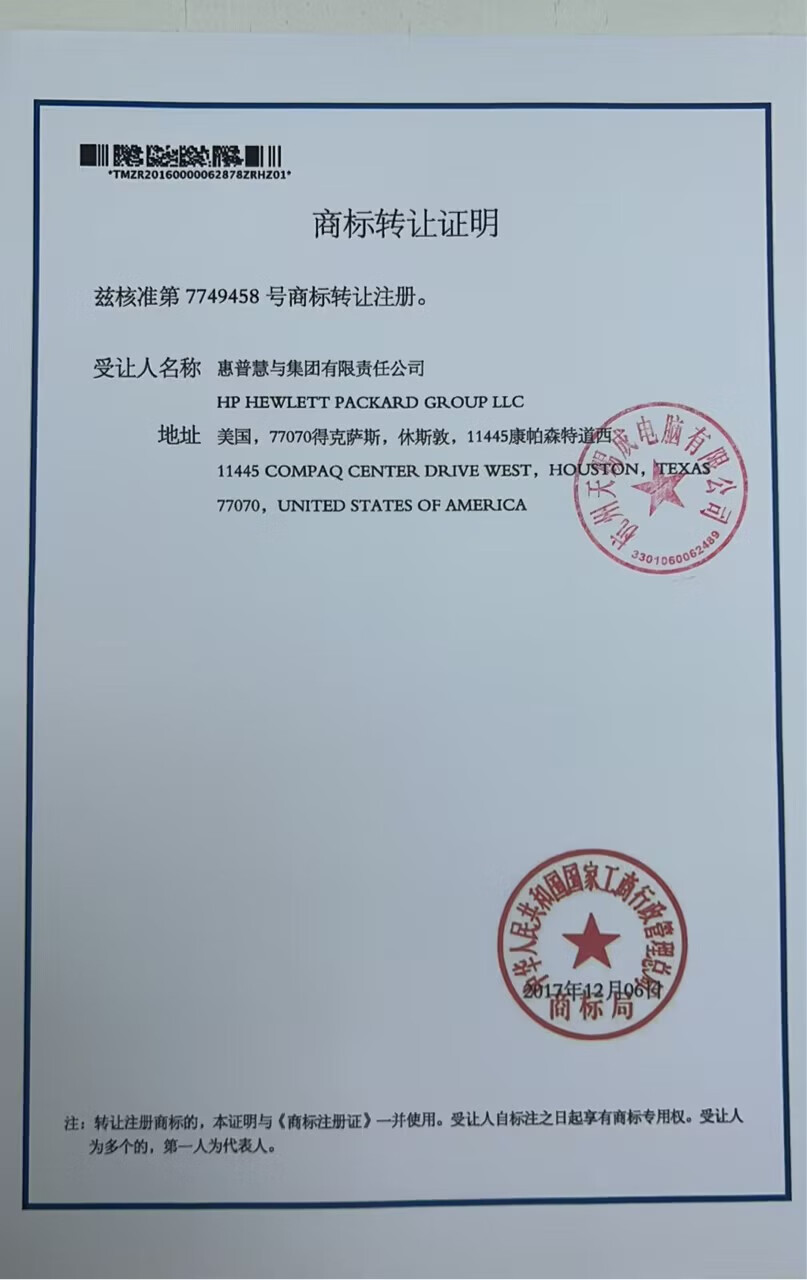 *TMZR20160000062878ZRHZ01*
商标转让证明
兹核准第 7749458 号商标转让注册。
受让人名称 惠普慧与集团有限责任公司
HP HEWLETT PACKARD GROUP LLC
地址 美国，77070得克萨斯，休斯敦，11445康帕森特道西
11445 COMPAQ CENTER DRIVE WEST，HOUSTON，TEXAS
77070，UNITED STATES OF AMERICA
杭州天锡成电脑有限公司
3301060062489
中华人民共和国国家工商行政管理总局
2017年12月06日
商标局
注：转让注册商标的，本证明与《商标注册证》一并使用。受让人自标注之日起享有商标专用权。受让人
为多个的，第一人为代表人。